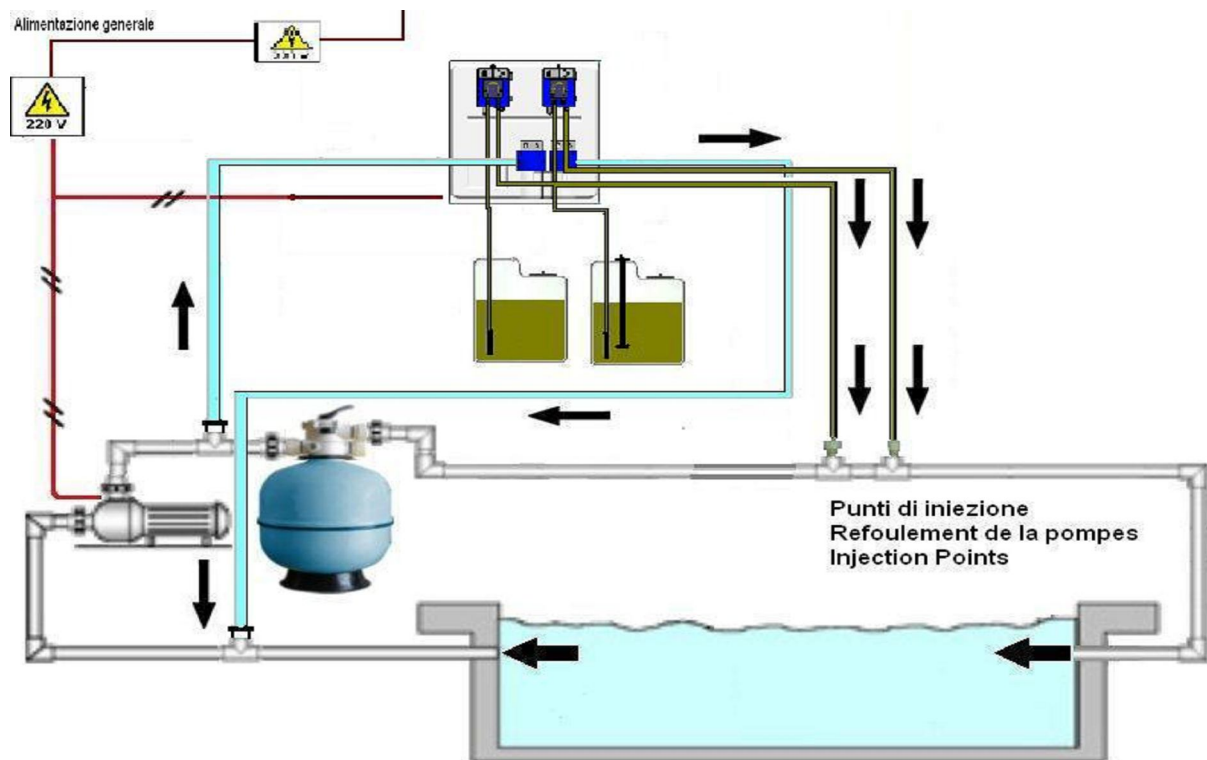 Alimentazione generale
220 V
Punti di iniezione
Refoulement de la pompes
Injection Points